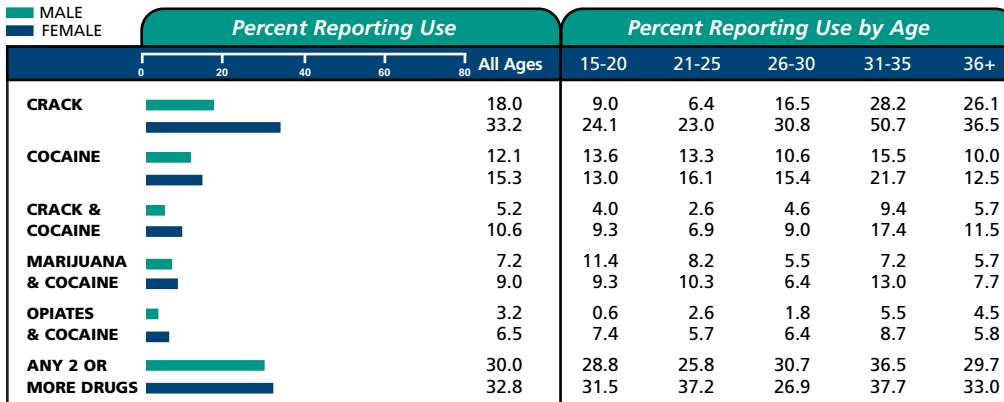 MALE
FEMALE
Percent Reporting Use Percent Reporting Use by Age
0 20 40 60 80 All Ages 15-20 21-25 26-30 31-35 36+
CRACK 18.0 9.0 6.4 16.5 28.2 26.1
33.2 24.1 23.0 30.8 50.7 36.5
COCAINE 12.1 13.6 13.3 10.6 15.5 10.0
15.3 13.0 16.1 15.4 21.7 12.5
CRACK & 5.2 4.0 2.6 4.6 9.4 5.7
COCAINE 10.6 9.3 6.9 9.0 17.4 11.5
MARIJUANA 7.2 11.4 8.2 5.5 7.2 5.7
& COCAINE 9.0 9.3 10.3 6.4 13.0 7.7
OPIATES 3.2 0.6 2.6 1.8 5.5 4.5
& COCAINE 6.5 7.4 5.7 6.4 8.7 5.8
ANY 2 OR 30.0 28.8 25.8 30.7 36.5 29.7
MORE DRUGS 32.8 31.5 37.2 26.9 37.7 33.0